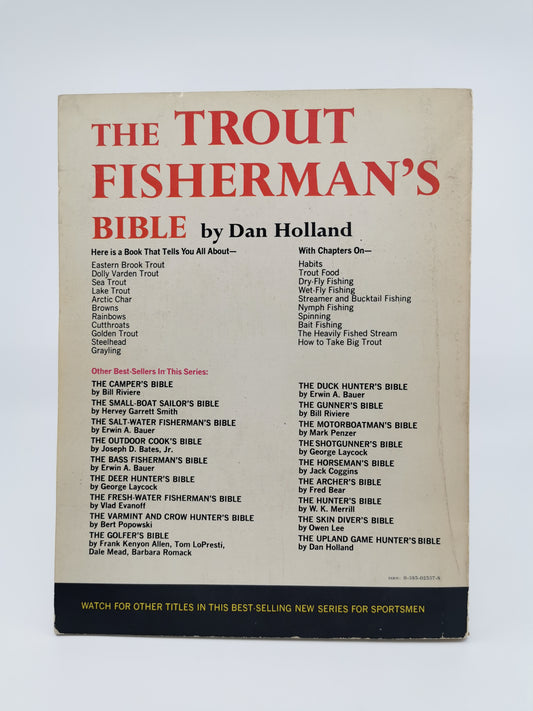 THE TROUT
FISHERMAN'S
BIBLE by Dan Holland
Here is a Book That Tells You All About—
Eastern Brook Trout
Dolly Varden Trout
Sea Trout
Lake Trout
Arctic Char
Browns
Rainbows
Cutthroats
Golden Trout
Steelhead
Grayling
With Chapters On—
Habits
Trout Food
Dry-Fly Fishing
Wet-Fly Fishing
Streamer and Bucktail Fishing
Nymph Fishing
Spinning
Bait Fishing
The Heavily Fished Stream
How to Take Big Trout
Other Best-Sellers In This Series:
THE CAMPER'S BIBLE
by Bill Riviere
THE SMALL-BOAT SAILOR'S BIBLE
by Hervey Garrett Smith
THE SALT-WATER FISHERMAN'S BIBLE
by Erwin A. Bauer
THE OUTDOOR COOK'S BIBLE
by Joseph D. Bates, Jr.
THE BASS FISHERMAN'S BIBLE
by Erwin A. Bauer
THE DEER HUNTER'S BIBLE
by George Laycock
THE FRESH-WATER FISHERMAN'S BIBLE
by Vlad Evanoff
THE VARMINT AND CROW HUNTER'S BIBLE
by Bert Popowski
THE GOLFER'S BIBLE
by Frank Kenyon Allen, Tom LoPresti,
Dale Mead, Barbara Romack
THE DUCK HUNTER'S BIBLE
by Erwin A. Bauer
THE GUNNER'S BIBLE
by Bill Riviere
THE MOTORBOATMAN'S BIBLE
by Mark Penzer
THE SHOTGUNNER'S BIBLE
by George Laycock
THE HORSEMAN'S BIBLE
by Jack Coggins
THE ARCHER'S BIBLE
by Fred Bear
THE HUNTER'S BIBLE
by W. K. Merrill
THE SKIN DIVER'S BIBLE
by Owen Lee
THE UPLAND GAME HUNTER'S BIBLE
by Dan Holland
ISBN: 0-385-02557-8
WATCH FOR OTHER TITLES IN THIS BEST-SELLING NEW SERIES FOR SPORTSMEN